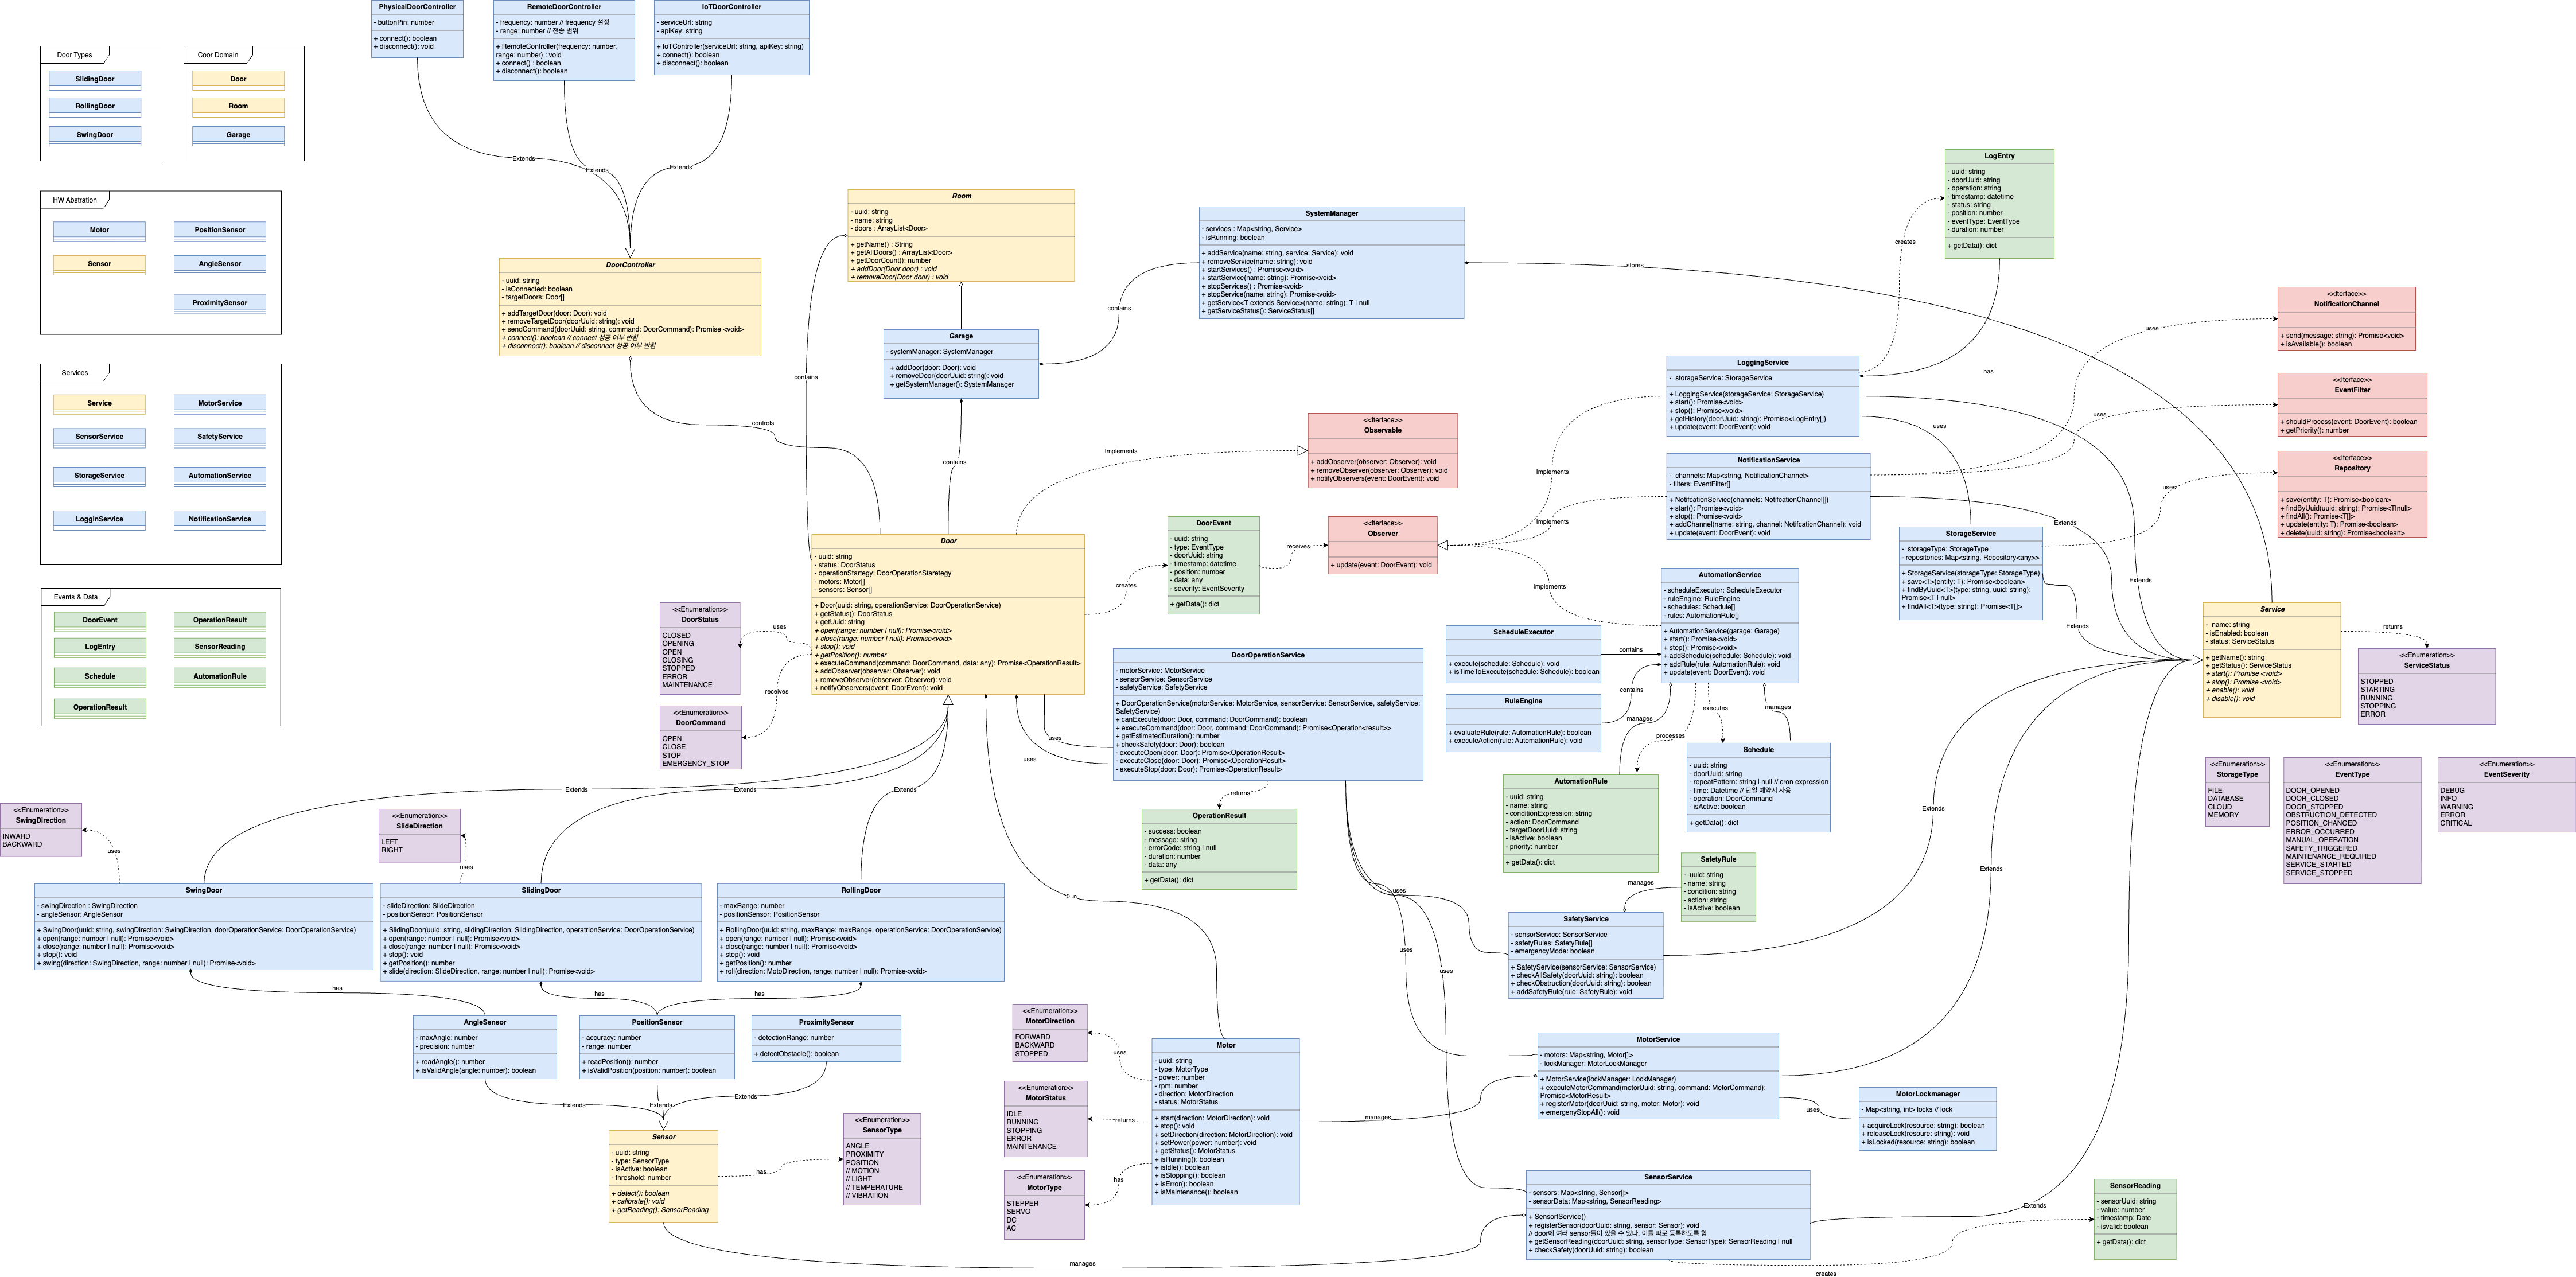 PhysicalDoorController
- buttonPin: number
+ connect(): boolean
+ disconnect(): void
RemoteDoorController
- frequency: number // frequency 설정
- range: number // 전송 범위
+ RemoteController(frequency: number,
range: number) : void
+ connect() : boolean
+ disconnect(): boolean
IoTDoorController
- serviceUrl: string
- apiKey: string
+ IoTController(serviceUrl: string, apiKey: string)
+ connect(): boolean
+ disconnect(): boolean
Door Types
SlidingDoor
RollingDoor
SwingDoor
Coor Domain
Door
Room
Garage
HW Abstration
Motor
PositionSensor
Sensor
AngleSensor
ProximitySensor
Services
Service
MotorService
SensorService
SafetyService
StorageService
AutomationService
LogginService
NotificationService
Events & Data
DoorEvent
OperationResult
LogEntry
SensorReading
Schedule
AutomationRule
OperationResult
Extends
Extends
Extends
DoorController
- uuid: string
- isConnected: boolean
- targetDoors: Door[]
+ addTargetDoor(door: Door): void
+ removeTargetDoor(doorUuid: string): void
+ sendCommand(doorUuid: string, command: DoorCommand): Promise <void>
+ connect(): boolean // connect 성공 여부 반환
+ disconnect(): boolean // disconnect 성공 여부 반환
controls
Room
- uuid: string
- name: string
- doors : ArrayList<Door>
+ getName() : String
+ getAllDoors() : ArrayList<Door>
+ getDoorCount(): number
+ addDoor(Door door) : void
+ removeDoor(Door door) : void
contains
Garage
- systemManager: SystemManager
+ addDoor(door: Door): void
+ removeDoor(doorUuid: string): void
+ getSystemManager(): SystemManager
contains
contains
SystemManager
- services : Map<string, Service>
- isRunning: boolean
+ addService(name: string, service: Service): void
+ removeService(name: string): void
+ startServices() : Promise<void>
+ startService(name: string): Promise<void>
+ stopServices() : Promise<void>
+ stopService(name: string): Promise<void>
+ getService<T extends Service>(name: string): T | null
+ getServiceStatus(): ServiceStatus[]
stores
LogEntry
- uuid: string
- doorUuid: string
- operation: string
- timestamp: datetime
- status: string
- position: number
- eventType: EventType
- duration: number
+ getData(): dict
creates
has
<<Iterface>>
NotificationChannel
+ send(message: string): Promise<void>
+ isAvailable(): boolean
uses
<<Iterface>>
EventFilter
+ shouldProcess(event: DoorEvent): boolean
+ getPriority(): number
uses
<<Iterface>>
Repository
+ save(entity: T): Promise<boolean>
+ findByUuid(uuid: string): Promise<T|null>
+ findAll(): Promise<T[]>
+ update(entity: T): Promise<boolean>
+ delete(uuid: string): Promise<boolean>
uses
LoggingService
- storageService: StorageService
+ LoggingService(storageService: StorageService)
+ start(): Promise<void>
+ stop(): Promise<void>
+ getHistory(doorUuid: string): Promise<LogEntry[])
+ update(event: DoorEvent): void
uses
NotificationService
- channels: Map<string, NotificationChannel>
- filters: EventFilter[]
+ NotifcationService(channels: NotifcationChannel[])
+ start(): Promise<void>
+ stop(): Promise<void>
+ addChannel(name: string, channel: NotifcationChannel): void
+ update(event: DoorEvent): void
Extends
StorageService
- storageType: StorageType
- repositories: Map<string, Repository<any>>
+ StorageService(storageType: StorageType)
+ save<T>(entity: T): Promise<boolean>
+ findByUuid<T>(type: string, uuid: string):
Promise<T | null>
+ findAll<T>(type: string): Promise<T[]>
Extends
Extends
<<Iterface>>
Observable
+ addObserver(observer: Observer): void
+ removeObserver(observer: Observer): void
+ notifyObservers(event: DoorEvent): void
Implements
<<Iterface>>
Observer
+ update(event: DoorEvent): void
Implements
Implements
Implements
DoorEvent
- uuid: string
- type: EventType
- doorUuid: string
- timestamp: datetime
- position: number
- data: any
- severity: EventSeverity
+ getData(): dict
creates
receives
Door
- uuid: string
- status: DoorStatus
- operationStartegy: DoorOperationStaretegy
- motors: Motor[]
- sensors: Sensor[]
+ Door(uuid: string, operationService: DoorOperationService)
+ getStatus(): DoorStatus
+ getUuid: string
+ open(range: number | null): Promise<void>
+ close(range: number | null): Promise<void>
+ stop(): void
+ getPosition(): number
+ executeCommand(command: DoorCommand, data: any): Promise<OperationResult>
+ addObserver(observer: Observer): void
+ removeObserver(observer: Observer): void
+ notifyObservers(event: DoorEvent): void
<<Enumeration>>
DoorStatus
CLOSED
OPENING
OPEN
CLOSING
STOPPED
ERROR
MAINTENANCE
uses
<<Enumeration>>
DoorCommand
OPEN
CLOSE
STOP
EMERGENCY_STOP
receives
DoorOperationService
- motorService: MotorService
- sensorService: SensorService
- safetyService: SafetyService
+ DoorOperationService(motorService: MotorService, sensorService: SensorService, safetyService:
SafetyService)
+ canExecute(door: Door, command: DoorCommand): boolean
+ executeCommand(door: Door, command: DoorCommand): Promise<Operation<result>>
+ getEstimatedDuration(): number
+ checkSafety(door: Door): boolean
- executeOpen(door: Door): Promise<OperationResult>
- executeClose(door: Door): Promise<OperationResult>
- executeStop(door: Door): Promise<OperationResult>
uses
uses
returns
OperationResult
- success: boolean
- message: string
- errorCode: string | null
- duration: number
- data: any
+ getData(): dict
ScheduleExecutor
+ execute(schedule: Schedule): void
+ isTimeToExecute(schedule: Schedule): boolean
contains
RuleEngine
+ evaluateRule(rule: AutomationRule): boolean
+ executeAction(rule: AutomationRule): void
contains
AutomationService
- scheduleExecutor: ScheduleExecutor
- ruleEngine: RuleEngine
- schedules: Schedule[]
- rules: AutomationRule[]
+ AutomationService(garage: Garage)
+ start(): Promise<void>
+ stop(): Promise<void>
+ addSchedule(schedule: Schedule): void
+ addRule(rule: AutomationRule): void
+ update(event: DoorEvent): void
manages
processes
executes
manages
AutomationRule
- uuid: string
- name: string
- conditionExpression: string
- action: DoorCommand
- targetDoorUuid: string
- isActive: boolean
- priority: number
+ getData(): dict
Schedule
- uuid: string
- doorUuid: string
- repeatPattern: string | null // cron expression
- time: Datetime // 단일 예약시 사용
- operation: DoorCommand
- isActive: boolean
+ getData(): dict
Service
- name: string
- isEnabled: boolean
- status: ServiceStatus
+ getName(): string
+ getStatus(): ServiceStatus
+ start(): Promise <void>
+ stop(): Promise <void>
+ enable(): void
+ disable(): void
returns
<<Enumeration>>
ServiceStatus
STOPPED
STARTING
RUNNING
STOPPING
ERROR
<<Enumeration>>
StorageType
FILE
DATABASE
CLOUD
MEMORY
<<Enumeration>>
EventType
DOOR_OPENED
DOOR_CLOSED
DOOR_STOPPED
OBSTRUCTION_DETECTED
POSITION_CHANGED
ERROR_OCCURRED
MANUAL_OPERATION
SAFETY_TRIGGERED
MAINTENANCE_REQUIRED
SERVICE_STARTED
SERVICE_STOPPED
<<Enumeration>>
EventSeverity
DEBUG
INFO
WARNING
ERROR
CRITICAL
Extends
Extends
Extends
<<Enumeration>>
SwingDirection
INWARD
BACKWARD
uses
<<Enumeration>>
SlideDirection
LEFT
RIGHT
uses
SwingDoor
- swingDirection : SwingDirection
- angleSensor: AngleSensor
+ SwingDoor(uuid: string, swingDirection: SwingDirection, doorOperationService: DoorOperationService)
+ open(range: number | null): Promise<void>
+ close(range: number | null): Promise<void>
+ stop(): void
+ swing(direction: SwingDirection, range: number | null): Promise<void>
SlidingDoor
- slideDirection: SlideDirection
- positionSensor: PositionSensor
+ SlidingDoor(uuid: string, slidingDirection: SlidingDirection, operatrionService: DoorOperationService)
+ open(range: number | null): Promise<void>
+ close(range: number | null): Promise<void>
+ stop(): void
+ getPosition(): number
+ slide(direction: SlideDirection, range: number | null): Promise<void>
RollingDoor
- maxRange: number
- positionSensor: PositionSensor
+ RollingDoor(uuid: string, maxRange: maxRange, operationService: DoorOperationService)
+ open(range: number | null): Promise<void>
+ close(range: number | null): Promise<void>
+ stop(): void
+ getPosition(): number
+ roll(direction: MotoDirection, range: number | null): Promise<void>
0..n
has
has
has
AngleSensor
- maxAngle: number
- precision: number
+ readAngle(): number
+ isValidAngle(angle: number): boolean
PositionSensor
- accuracy: number
- range: number
+ readPosition(): number
+ isValidPosition(position: number): boolean
ProximitySensor
- detectionRange: number
+ detectObstacle(): boolean
Extends
Extends
Extends
Sensor
- uuid: string
- type: SensorType
- isActive: boolean
- threshold: number
+ detect(): boolean
+ calibrate(): void
+ getReading(): SensorReading
has
<<Enumeration>>
SensorType
ANGLE
PROXIMITY
POSITION
// MOTION
// LIGHT
// TEMPERATURE
// VIBRATION
<<Enumeration>>
MotorDirection
FORWARD
BACKWARD
STOPPED
uses
<<Enumeration>>
MotorStatus
IDLE
RUNNING
STOPPING
ERROR
MAINTENANCE
returns
<<Enumeration>>
MotorType
STEPPER
SERVO
DC
AC
has
Motor
- uuid: string
- type: MotorType
- power: number
- rpm: number
- direction: MotorDirection
- status: MotorStatus
+ start(direction: MotorDirection): void
+ stop(): void
+ setDirection(direction: MotorDirection): void
+ setPower(power: number): void
+ getStatus(): MotorStatus
+ isRunning(): boolean
+ isIdle(): boolean
+ isStopping(): boolean
+ isError(): boolean
+ isMaintenance(): boolean
manages
manages
uses
uses
uses
SafetyRule
- uuid: string
- name: string
- condition: string
- action: string
- isActive: boolean
manages
SafetyService
- sensorService: SensorService
- safetyRules: SafetyRule[]
- emergencyMode: boolean
+ SafetyService(sensorService: SensorService)
+ checkAllSafety(doorUuid: string): boolean
+ checkObstruction(doorUuid: string): boolean
+ addSafetyRule(rule: SafetyRule): void
Extends
MotorService
- motors: Map<string, Motor[]>
- lockManager: MotorLockManager
+ MotorService(lockManager: LockManager)
+ executeMotorCommand(motorUuid: string, command: MotorCommand):
Promise<MotorResult>
+ registerMotor(doorUuid: string, motor: Motor): void
+ emergenyStopAll(): void
Extends
uses
MotorLockmanager
- Map<string, int> locks // lock
+ acquireLock(resource: string): boolean
+ releaseLock(resoure: string): void
+ isLocked(resource: string): boolean
SensorService
- sensors: Map<string, Sensor[]>
- sensorData: Map<string, SensorReading>
+ SensortService()
+ registerSensor(doorUuid: string, sensor: Sensor): void
// door에 여러 sensor들이 있을 수 있다. 이를 따로 등록하도록 함
+ getSensorReading(doorUuid: string, sensorType: SensorType): SensorReading | null
+ checkSafety(doorUuid: string): boolean
Extends
creates
SensorReading
- sensorUuid: string
- value: number
- timestamp: Date
- isvalid: boolean
+ getData(): dict